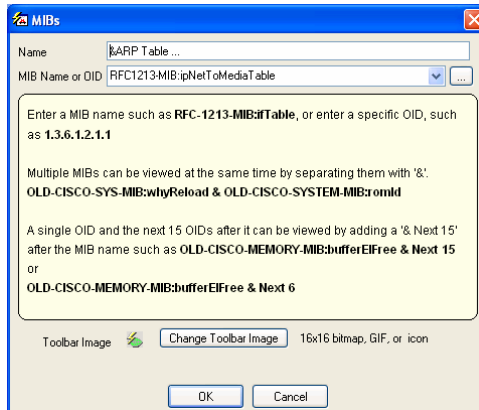 MIBs
Name &ARP Table ...
MIB Name or OID RFC1213-MIB:ipNetToMediaTable ...
Enter a MIB name such as RFC-1213-MIB:ifTable, or enter a specific OID, such
as 1.3.6.1.2.1.1
Multiple MIBs can be viewed at the same time by separating them with '&'.
OLD-CISCO-SYS-MIB:whyReload & OLD-CISCO-SYSTEM-MIB:romId
A single OID and the next 15 OIDs after it can be viewed by adding a '& Next 15'
after the MIB name such as OLD-CISCO-MEMORY-MIB:bufferElFree & Next 15
or
OLD-CISCO-MEMORY-MIB:bufferElFree & Next 6
Toolbar Image Change Toolbar Image 16x16 bitmap, GIF, or icon
OK Cancel